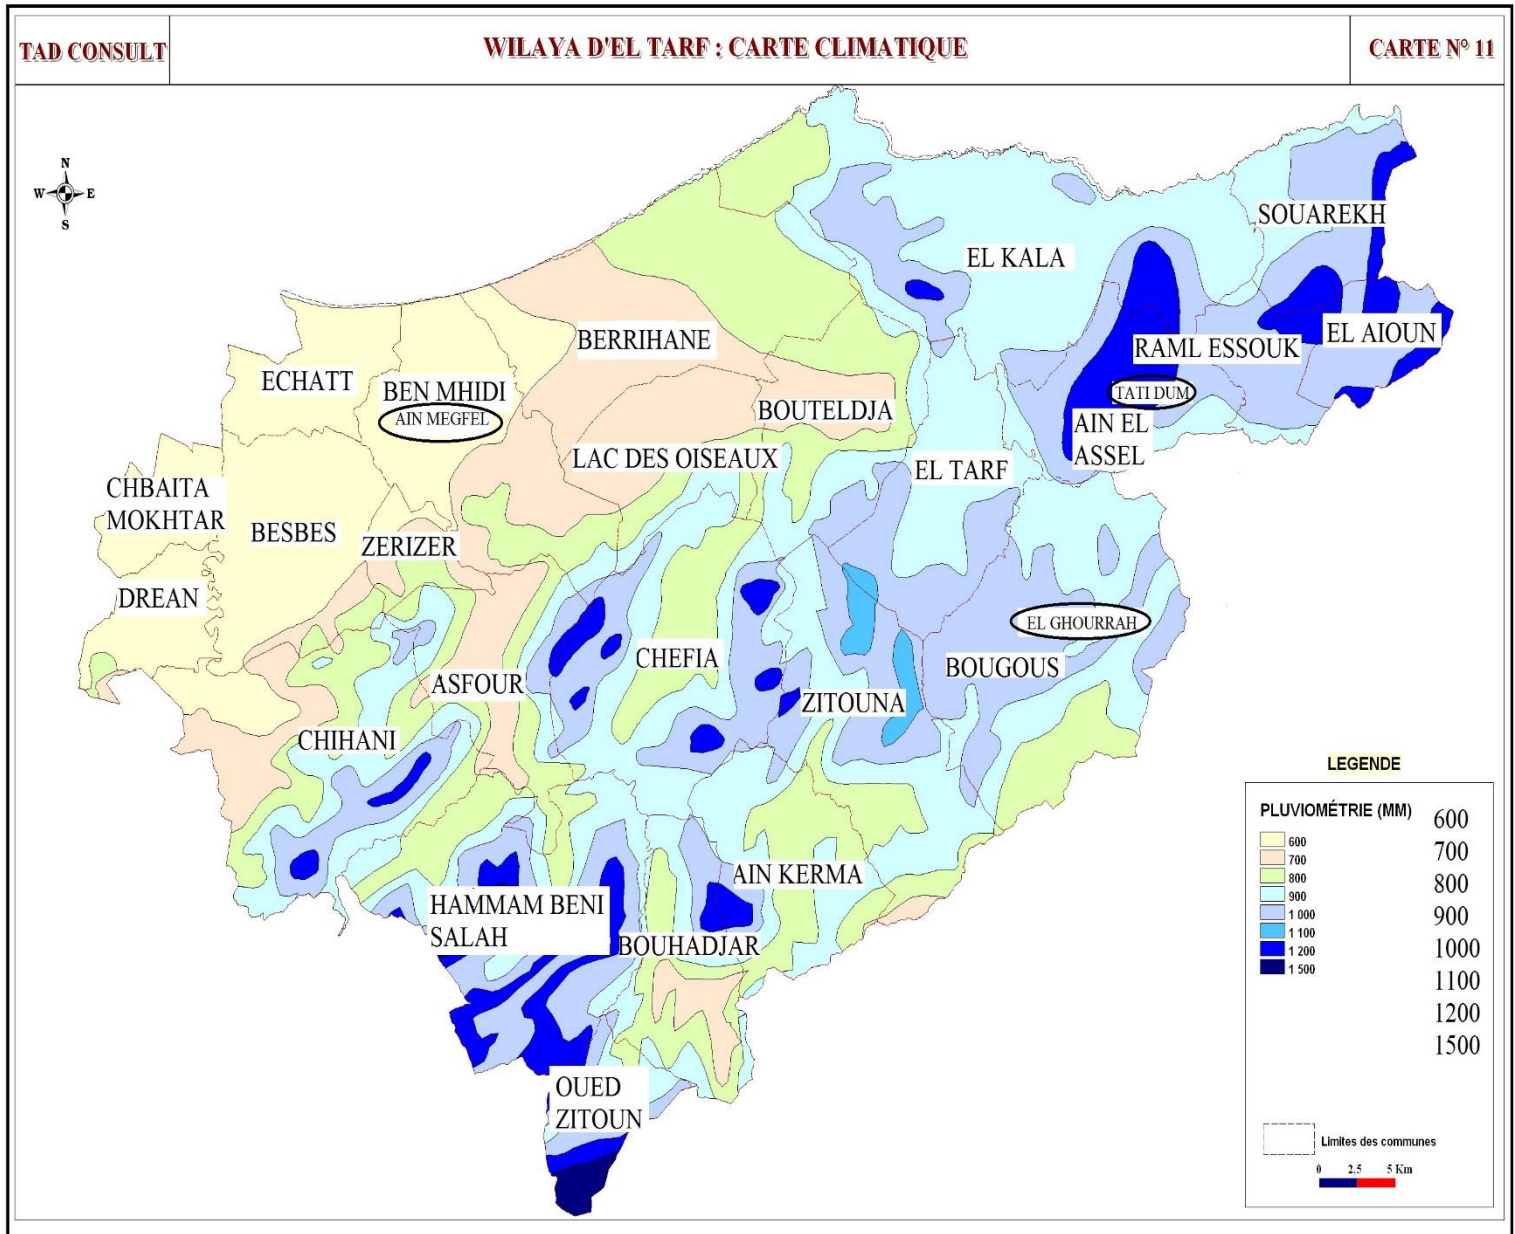 TAD CONSULT
WILAYA D'EL TARF : CARTE CLIMATIQUE
CARTE N° 11
N
W E
S
SOUAREKH
EL KALA
BERRIHANE
RAML ESSOUK
EL AIOUN
ECHATT
BEN MHIDI
AIN MEGFEL
BOUTELDJA
TATI DUM
AIN EL
ASSEL
LAC DES OISEAUX
EL TARF
CHBAITA
MOKHTAR
BESBES
ZERIZER
DREAN
EL GHOURRAH
CHEFIA
BOUGOUS
ASFOUR
ZITOUNA
CHIHANI
AIN KERMA
HAMMAM BENI
SALAH
BOUHADJAR
OUED
ZITOUN
LEGENDE
PLUVIOMÉTRIE (MM)
600
700
800
900
1 000
1 100
1 200
1 500
600
700
800
900
1000
1100
1200
1500
Limites des communes
0 2,5 5 Km